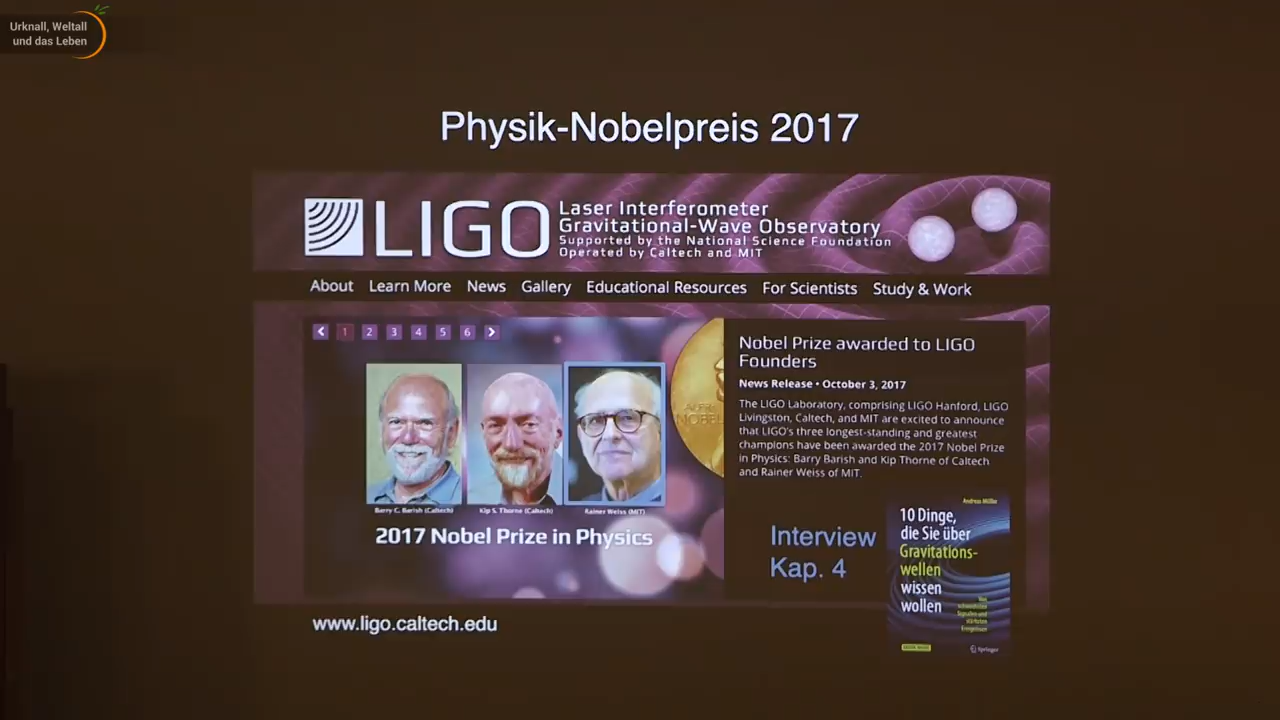 Urknall, Weltall
und das Leben
Physik-Nobelpreis 2017
LIGO
Laser Interferometer
Gravitational-Wave Observatory
Supported by the National Science Foundation
Operated by Caltech and MIT
About Learn More News Gallery Educational Resources For Scientists Study & Work
1 2 3 4 5 6
Nobel Prize awarded to LIGO
Founders
News Release • October 3, 2017
The LIGO Laboratory, comprising LIGO Hanford, LIGO
Livingston, Caltech, and MIT are excited to announce
that LIGO's three longest-standing and greatest
champions have been awarded the 2017 Nobel Prize
in Physics: Barry Barish and Kip Thorne of Caltech
and Rainer Weiss of MIT.
Barry C. Barish (Caltech)
Kip S. Thorne (Caltech)
Rainer Weiss (MIT)
2017 Nobel Prize in Physics
Interview
Kap. 4
Andreas Müller
10 Dinge,
die Sie über
Gravitations-
wellen
wissen
wollen
Von
schwächsten
Signalen und
stärksten
Ereignissen
Springer
www.ligo.caltech.edu